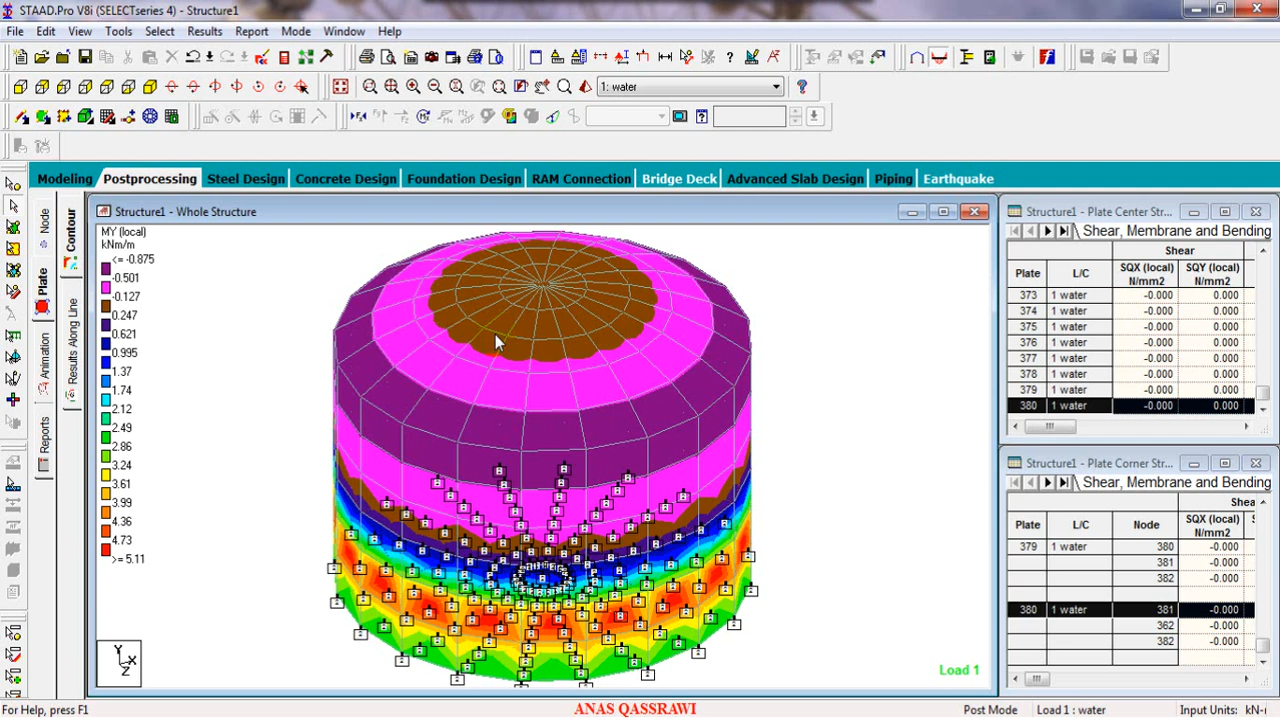 STAAD.Pro V8i (SELECTseries 4) - Structure1
File Edit View Tools Select Results Report Mode Window Help
1: water
Modeling Postprocessing Steel Design Concrete Design Foundation Design RAM Connection Bridge Deck Advanced Slab Design Piping Earthquake
Node
Plate
Animation
Reports
Contour
Results Along Line
Structure1 - Whole Structure
MY (local)
kNm/m
<= -0.875
-0.501
-0.127
0.247
0.621
0.995
1.37
1.74
2.12
2.49
2.86
3.24
3.61
3.99
4.36
4.73
>= 5.11
Y
X
Z
Load 1
Structure1 - Plate Center Str...
Shear, Membrane and Bending
Shear
Plate L/C SQX (local) N/mm2 SQY (local) N/mm2
373 1 water -0.000 0.000
374 1 water -0.000 0.000
375 1 water -0.000 0.000
376 1 water -0.000 0.000
377 1 water -0.000 0.000
378 1 water -0.000 0.000
379 1 water -0.000 0.000
380 1 water -0.000 0.000
Structure1 - Plate Corner Str...
Shear, Membrane and Bending
Shea
Plate L/C Node SQX (local) N/mm2
379 1 water 380 -0.000
381 -0.000
382 -0.000
380 1 water 381 -0.000
362 -0.000
382 -0.000
For Help, press F1
ANAS QASSRAWI
Post Mode
Load 1 : water
Input Units: kN-